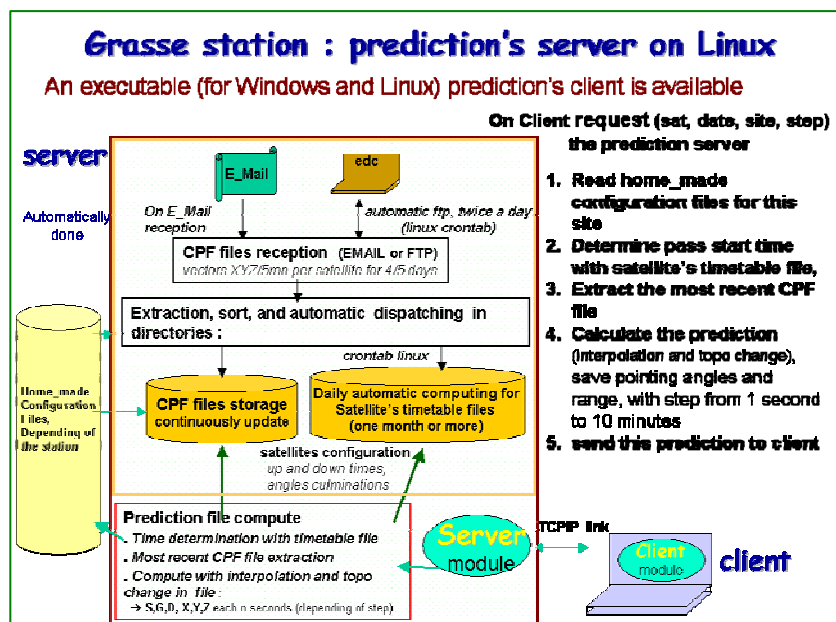 Grasse station : prediction's server on Linux
An executable (for Windows and Linux) prediction's client is available
server
Automatically
done
E_Mail
edc
On E_Mail
reception
automatic ftp, twice a day
(linux crontab)
CPF files reception (EMAIL or FTP)
vectors XYZ/5mn per satellite for 4/5 days
Extraction, sort, and automatic dispatching in
directories :
crontab linux
Home_made
Configuration
Files,
Depending of
the station
CPF files storage
continuously update
Daily automatic computing for
Satellite's timetable files
(one month or more)
satellites configuration
up and down times,
angles culminations
Prediction file compute
. Time determination with timetable file
. Most recent CPF file extraction
. Compute with interpolation and topo
change in file :
→ S,G,D, X,Y,Z each n seconds (depending of step)
Server
module
TCPIP link
Client
module
client
On Client request (sat, date, site, step)
the prediction server
1. Read home_made
configuration files for this
site
2. Determine pass start time
with satellite's timetable file,
3. Extract the most recent CPF
file
4. Calculate the prediction
(interpolation and topo change),
save pointing angles and
range, with step from 1 second
to 10 minutes
5. send this prediction to client